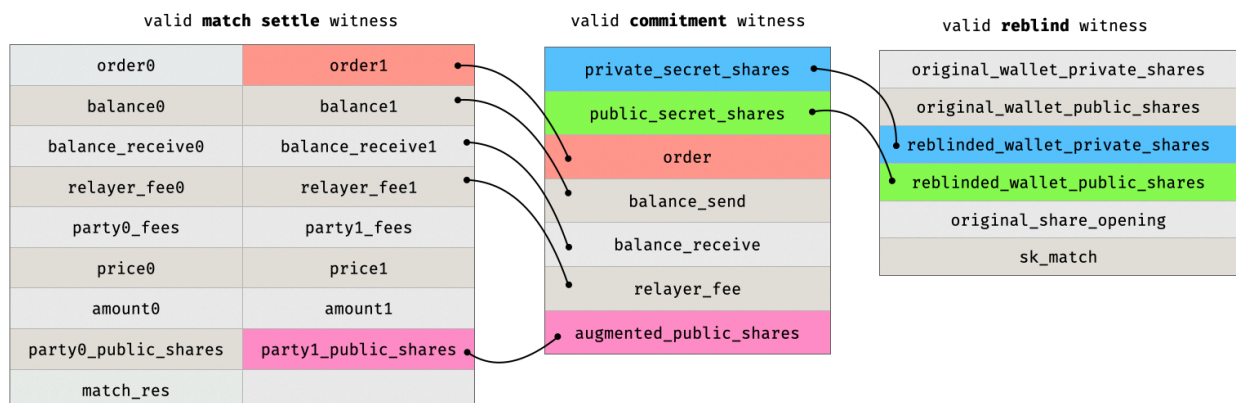 valid match settle witness
order0 order1
balance0 balance1
balance_receive0 balance_receive1
relayer_fee0 relayer_fee1
party0_fees party1_fees
price0 price1
amount0 amount1
party0_public_shares party1_public_shares
match_res
valid commitment witness
private_secret_shares
public_secret_shares
order
balance_send
balance_receive
relayer_fee
augmented_public_shares
valid reblind witness
original_wallet_private_shares
original_wallet_public_shares
reblinded_wallet_private_shares
reblinded_wallet_public_shares
original_share_opening
sk_match